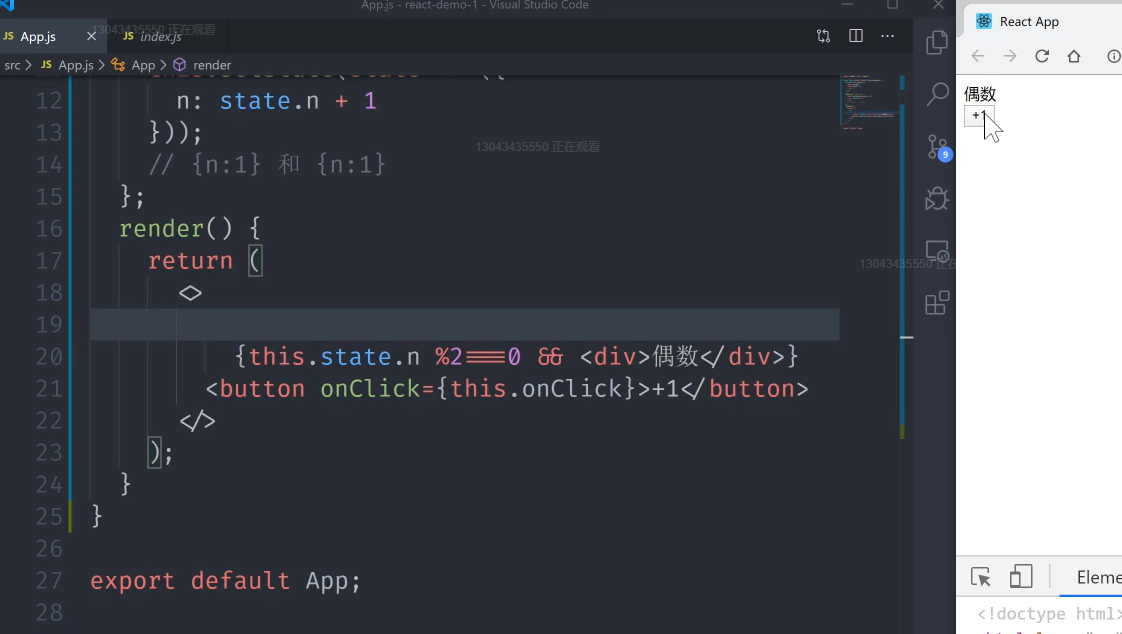 App.js - react-demo-1 - Visual Studio Code
JS App.js
JS index.js
13043435550 正在观看
src > JS App.js > App > render
12 n: state.n + 1
13 }));
13043435550 正在观看
14 // {n:1} 和 {n:1}
15 };
16 render() {
17 return (
13043435550 正在
18 <>
19
20 {this.state.n %2===0 && <div>偶数</div>}
21 <button onClick={this.onClick}>+1</button>
22 </>
23 );
24 }
25 }
26
27 export default App;
28
9
React App
偶数
+1
Eleme
<!doctype html>